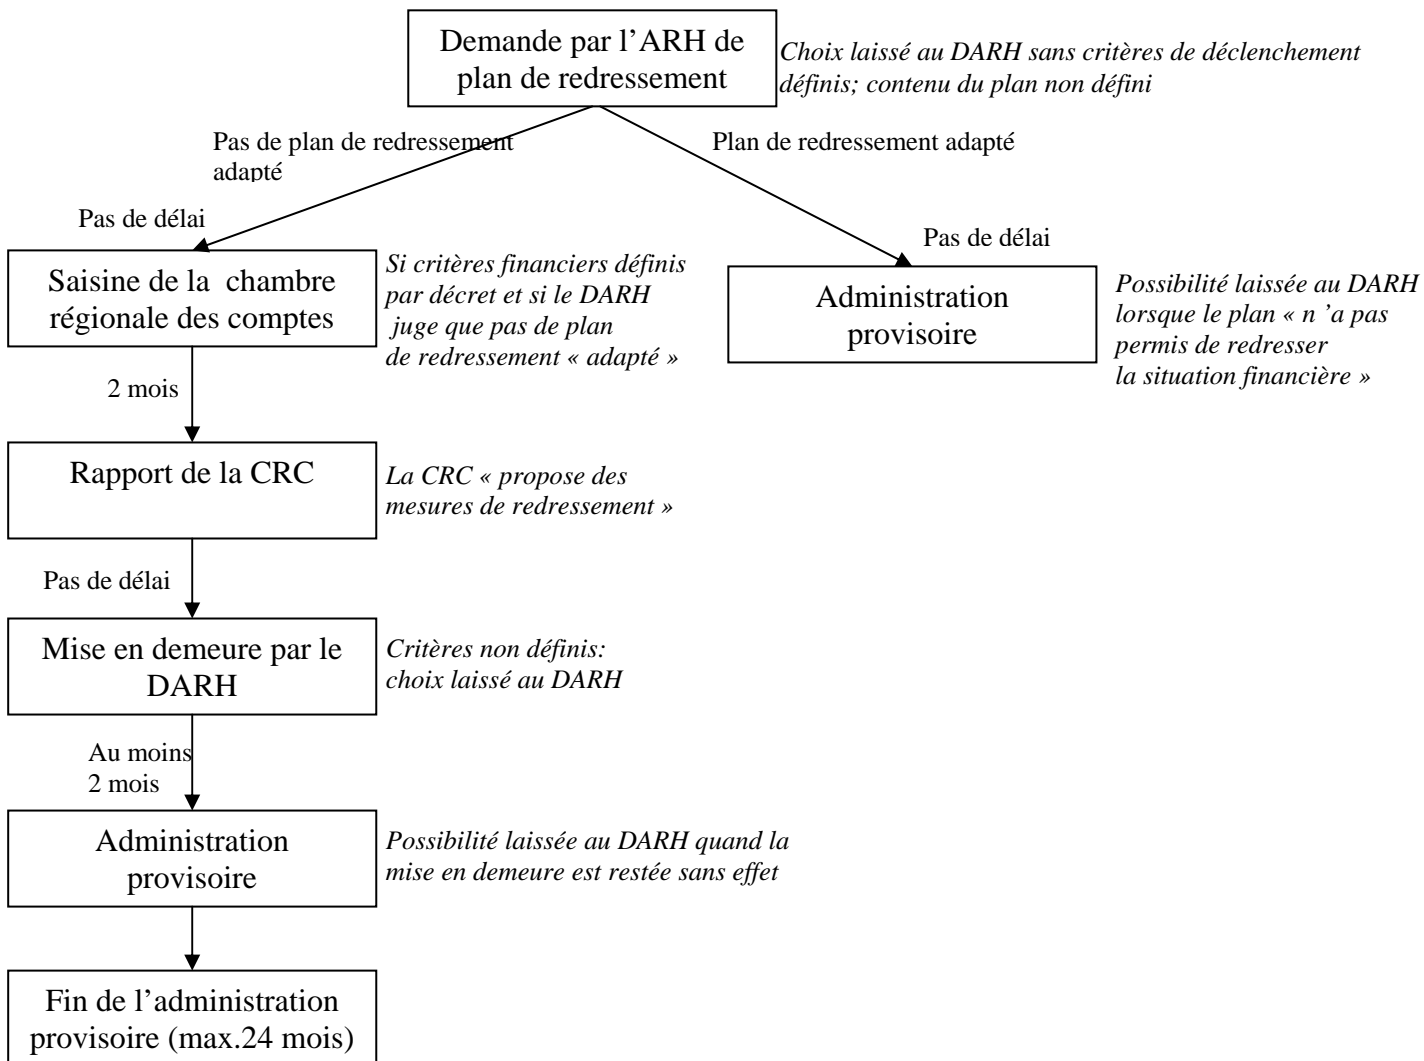 Demande par l’ARH de
plan de redressement
Choix laissé au DARH sans critères de déclenchement
définis; contenu du plan non défini
Pas de plan de redressement
adapté
Plan de redressement adapté
Pas de délai
Pas de délai
Saisine de la chambre
régionale des comptes
Si critères financiers définis
par décret et si le DARH
juge que pas de plan
de redressement « adapté »
Administration
provisoire
Possibilité laissée au DARH
lorsque le plan « n ’a pas
permis de redresser
la situation financière »
2 mois
Rapport de la CRC
La CRC « propose des
mesures de redressement »
Pas de délai
Mise en demeure par le
DARH
Critères non définis:
choix laissé au DARH
Au moins
2 mois
Administration
provisoire
Possibilité laissée au DARH quand la
mise en demeure est restée sans effet
Fin de l’administration
provisoire (max.24 mois)